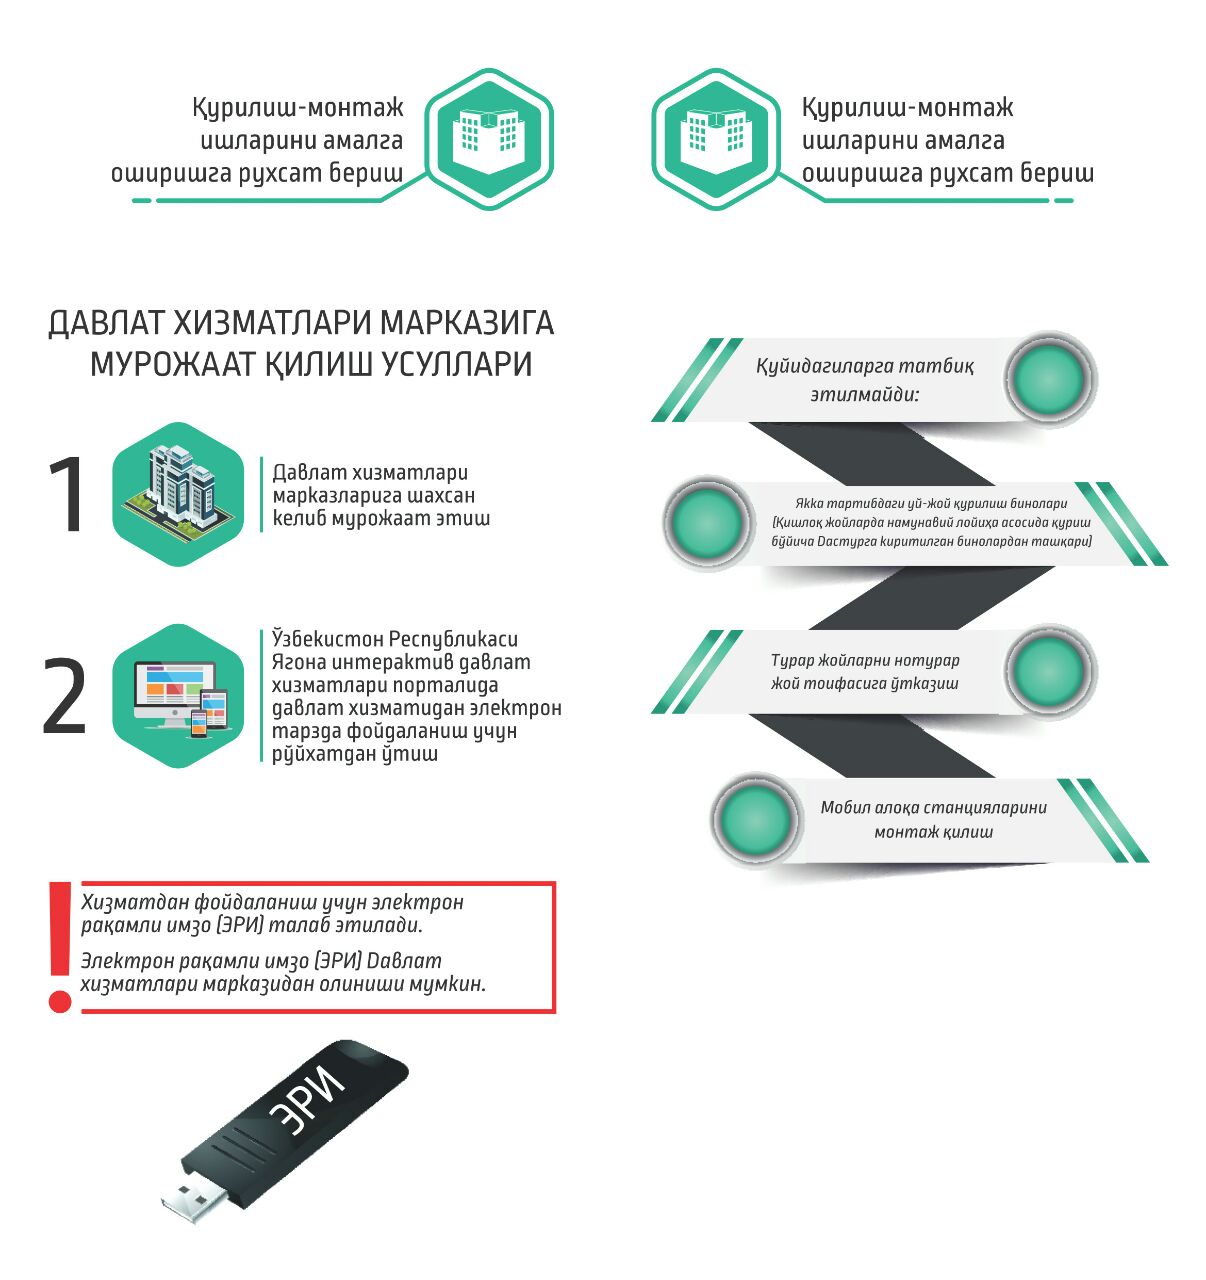 Қурилиш-монтаж
ишларини амалга
оширишга рухсат бериш
ДАВЛАТ ХИЗМАТЛАРИ МАРКАЗИГА
МУРОЖААТ ҚИЛИШ УСУЛЛАРИ
1
Давлат хизматлари
марказларига шахсан
келиб мурожаат этиш
2
Ўзбекистон Республикаси
Ягона интерактив давлат
хизматлари порталида
давлат хизматидан электрон
тарзда фойдаланиш учун
рўйхатдан ўтиш
!
Хизматдан фойдаланиш учун электрон
рақамли имзо (ЭРИ) талаб этилади.
Электрон рақамли имзо (ЭРИ) Давлат
хизматлари марказидан олиниши мумкин.
ЭРИ
Қурилиш-монтаж
ишларини амалга
оширишга рухсат бериш
Қуйидагиларга татбиқ
этилмайди:
Якка тартибдаги уй-жой қурилиш бинолари
(Қишлоқ жойларда намунавий лойиҳа асосида қуриш
бўйича Дастурга киритилган бинолардан ташқари)
Турар жойларни нотурар
жой тоифасига ўтказиш
Мобил алоқа станцияларини
монтаж қилиш